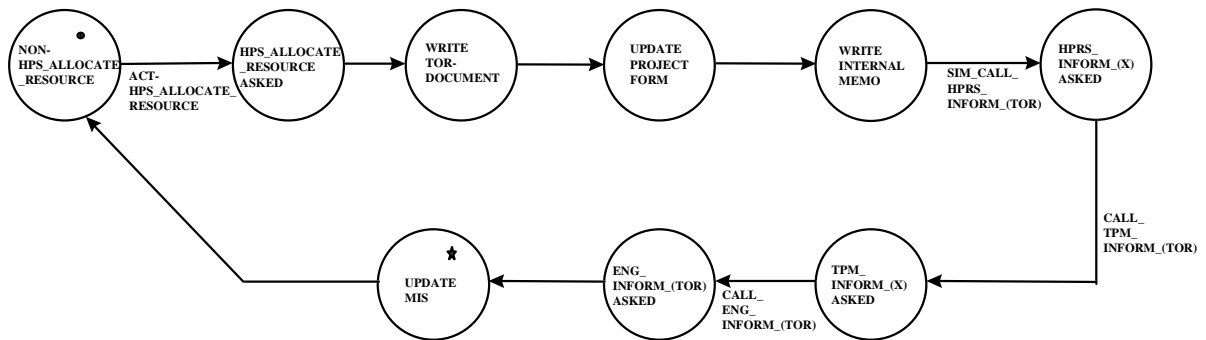 NON-
HPS_ALLOCATE
_RESOURCE
ACT-
HPS_ALLOCATE_
RESOURCE
HPS_ALLOCATE
_RESOURCE
ASKED
WRITE
TOR-
DOCUMENT
UPDATE
PROJECT
FORM
WRITE
INTERNAL
MEMO
SIM_CALL_
HPRS_
INFORM_(TOR)
HPRS_
INFORM_(X)
ASKED
CALL_
TPM_
INFORM_(TOR)
TPM_
INFORM_(X)
ASKED
CALL_
ENG_
INFORM_(TOR)
ENG_
INFORM_(TOR)
ASKED
UPDATE
MIS